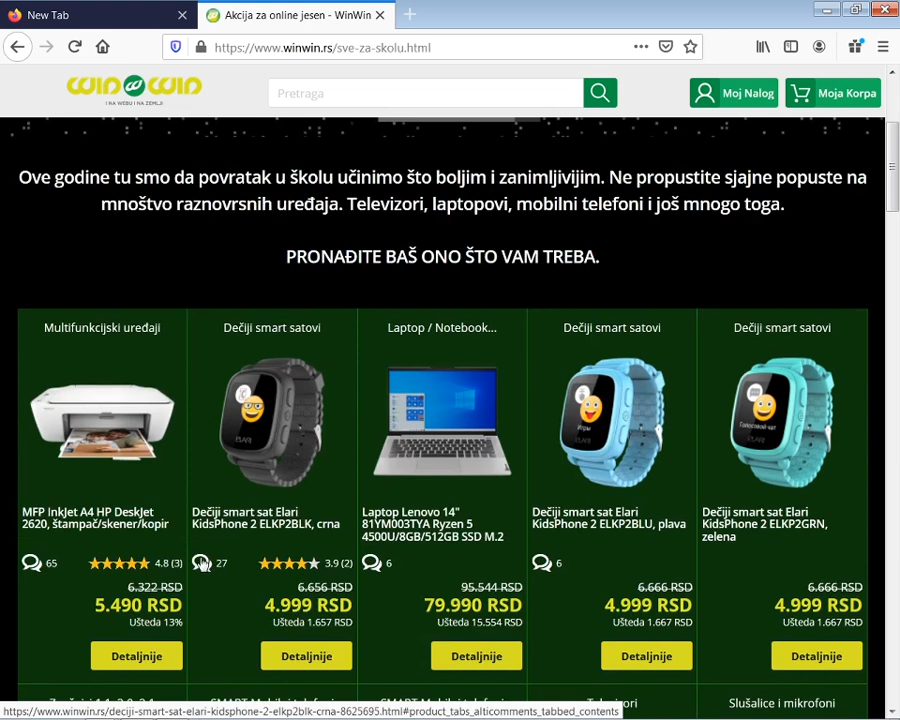 New Tab
Akcija za online jesen - WinWin
https://www.winwin.rs/sve-za-skolu.html
WIN WIN
I NA WEBU I NA ZEMLJI
Pretraga
Moj Nalog
Moja Korpa
Ove godine tu smo da povratak u školu učinimo što boljim i zanimljivijim. Ne propustite sjajne popuste na
mnoštvo raznovrsnih uređaja. Televizori, laptopovi, mobilni telefoni i još mnogo toga.
PRONAĐITE BAŠ ONO ŠTO VAM TREBA.
Multifunkcijski uređaji
Dečiji smart satovi
Laptop / Notebook...
Dečiji smart satovi
Dečiji smart satovi
ELARI
Игры
ELARI
Голосовой чат
ELARI
MFP InkJet A4 HP DeskJet
2620, štampač/skener/kopir
Dečiji smart sat Elari
KidsPhone 2 ELKP2BLK, crna
Laptop Lenovo 14"
81YM003TYA Ryzen 5
4500U/8GB/512GB SSD M.2
Dečiji smart sat Elari
KidsPhone 2 ELKP2BLU, plava
Dečiji smart sat Elari
KidsPhone 2 ELKP2GRN,
zelena
65 4.8 (3)
27 3.9 (2)
6
6
6.322 RSD
5.490 RSD
Ušteda 13%
6.656 RSD
4.999 RSD
Ušteda 1.657 RSD
95.544 RSD
79.990 RSD
Ušteda 15.554 RSD
6.666 RSD
4.999 RSD
Ušteda 1.667 RSD
6.666 RSD
4.999 RSD
Ušteda 1.667 RSD
Detaljnije
Detaljnije
Detaljnije
Detaljnije
Detaljnije
Slušalice i mikrofoni
https://www.winwin.rs/deciji-smart-sat-elari-kidsphone-2-elkp2blk-crna-8625695.html#product_tabs_alticomments_tabbed_contents